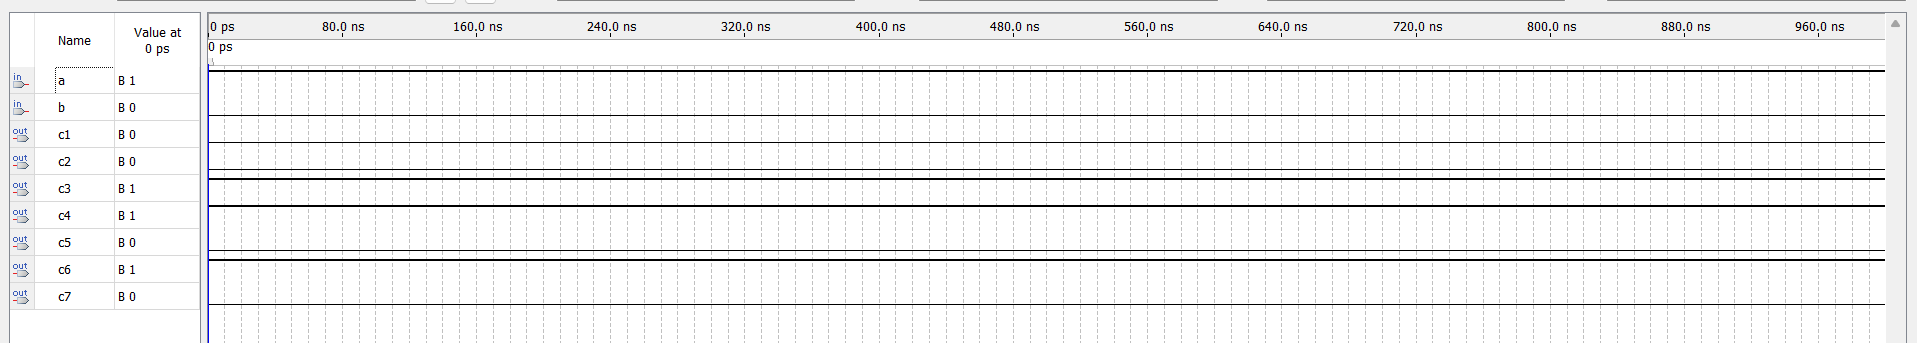 0 ps 80.0 ns 160.0 ns 240.0 ns 320.0 ns 400.0 ns 480.0 ns 560.0 ns 640.0 ns 720.0 ns 800.0 ns 880.0 ns 960.0 ns
Name Value at
0 ps
0 ps
in a B 1
in b B 0
out c1 B 0
out c2 B 0
out c3 B 1
out c4 B 1
out c5 B 0
out c6 B 1
out c7 B 0